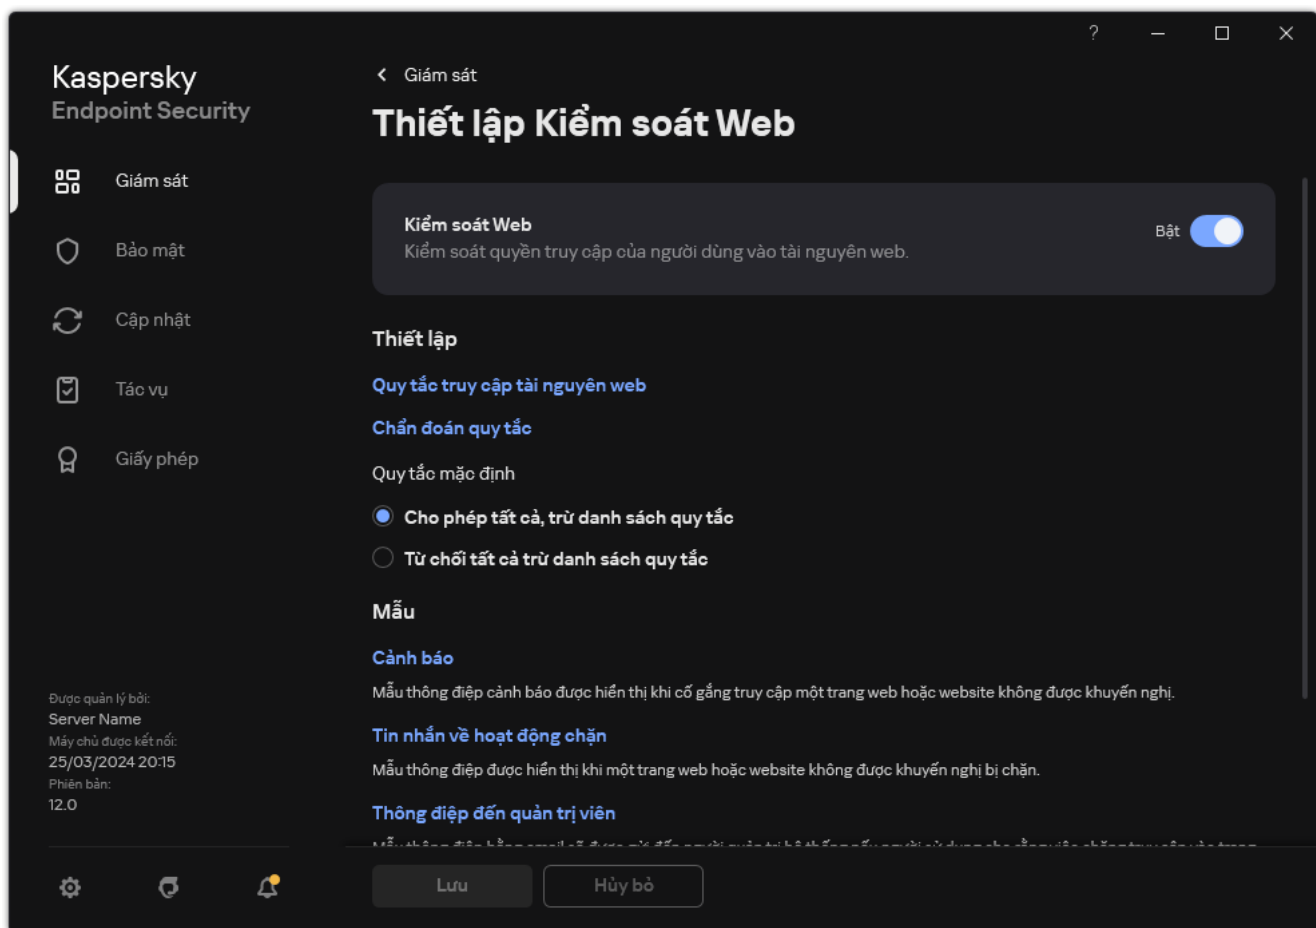 ?
Kaspersky
Endpoint Security
Giám sát
Bảo mật
Cập nhật
Tác vụ
Giấy phép
Được quản lý bởi:
Server Name
Máy chủ được kết nối:
25/03/2024 20:15
Phiên bản:
12.0
Giám sát
Thiết lập Kiểm soát Web
Kiểm soát Web
Kiểm soát quyền truy cập của người dùng vào tài nguyên web.
Bật
Thiết lập
Quy tắc truy cập tài nguyên web
Chẩn đoán quy tắc
Quy tắc mặc định
Cho phép tất cả, trừ danh sách quy tắc
Từ chối tất cả trừ danh sách quy tắc
Mẫu
Cảnh báo
Mẫu thông điệp cảnh báo được hiển thị khi cố gắng truy cập một trang web hoặc website không được khuyến nghị.
Tin nhắn về hoạt động chặn
Mẫu thông điệp được hiển thị khi một trang web hoặc website không được khuyến nghị bị chặn.
Thông điệp đến quản trị viên
Lưu
Hủy bỏ